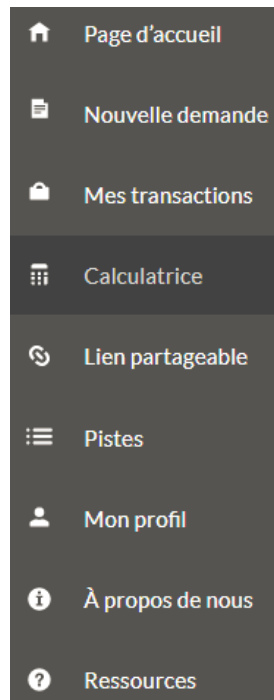 Page d’accueil
Nouvelle demande
Mes transactions
Calculatrice
Lien partageable
Pistes
Mon profil
À propos de nous
Ressources